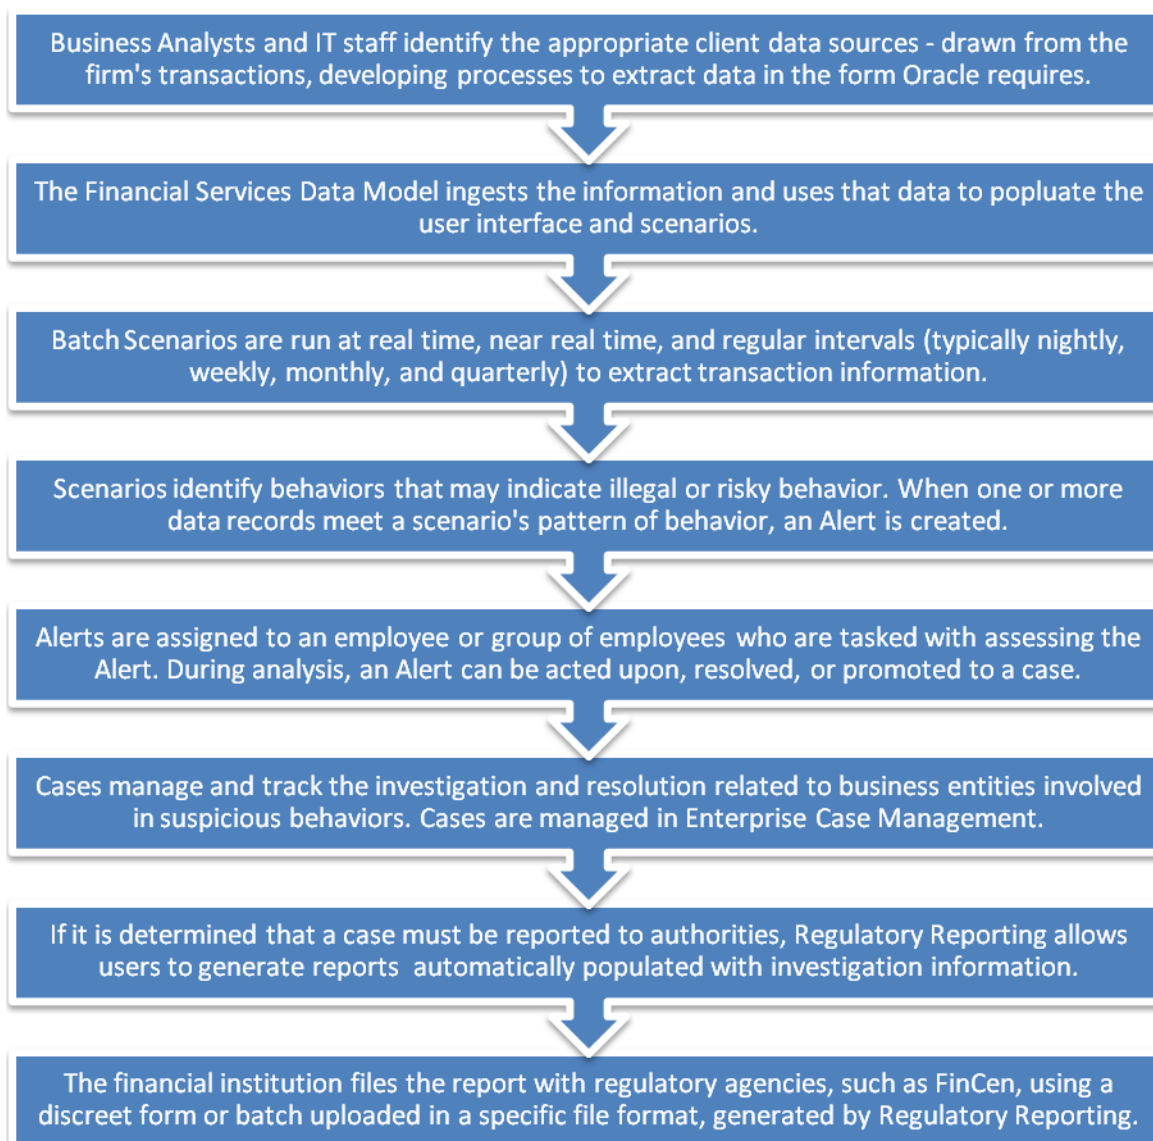 Business Analysts and IT staff identify the appropriate client data sources - drawn from the
firm's transactions, developing processes to extract data in the form Oracle requires.
The Financial Services Data Model ingests the information and uses that data to popluate the
user interface and scenarios.
Batch Scenarios are run at real time, near real time, and regular intervals (typically nightly,
weekly, monthly, and quarterly) to extract transaction information.
Scenarios identify behaviors that may indicate illegal or risky behavior. When one or more
data records meet a scenario's pattern of behavior, an Alert is created.
Alerts are assigned to an employee or group of employees who are tasked with assessing the
Alert. During analysis, an Alert can be acted upon, resolved, or promoted to a case.
Cases manage and track the investigation and resolution related to business entities involved
in suspicious behaviors. Cases are managed in Enterprise Case Management.
If it is determined that a case must be reported to authorities, Regulatory Reporting allows
users to generate reports automatically populated with investigation information.
The financial institution files the report with regulatory agencies, such as FinCen, using a
discreet form or batch uploaded in a specific file format, generated by Regulatory Reporting.